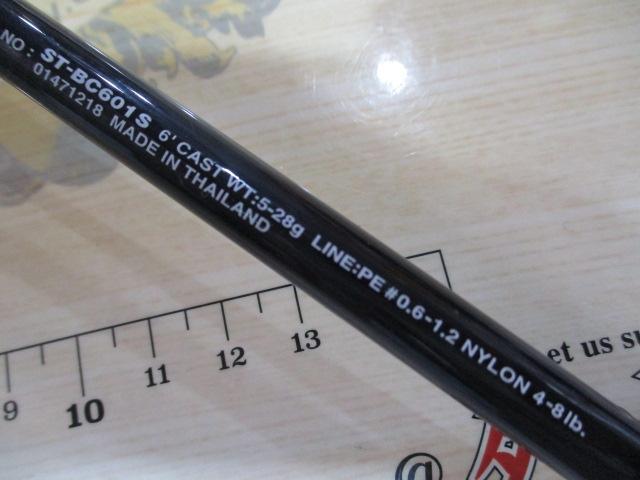 NO: ST-BC601S 6' CAST WT:5-28g LINE:PE #0.6-1.2 NYLON 4-8lb.
01471218 MADE IN THAILAND
9 10 11 12 13
et us su
@